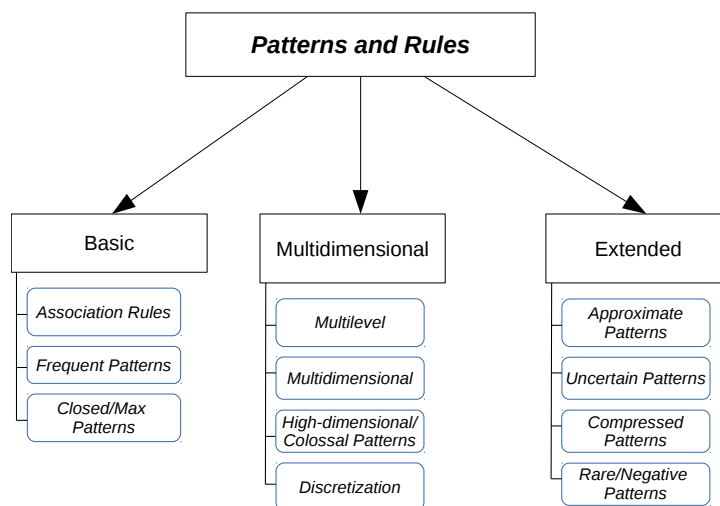 Patterns and Rules
Basic
Association Rules
Frequent Patterns
Closed/Max
Patterns
Multidimensional
Multilevel
Multidimensional
High-dimensional/
Colossal Patterns
Discretization
Extended
Approximate
Patterns
Uncertain Patterns
Compressed
Patterns
Rare/Negative
Patterns